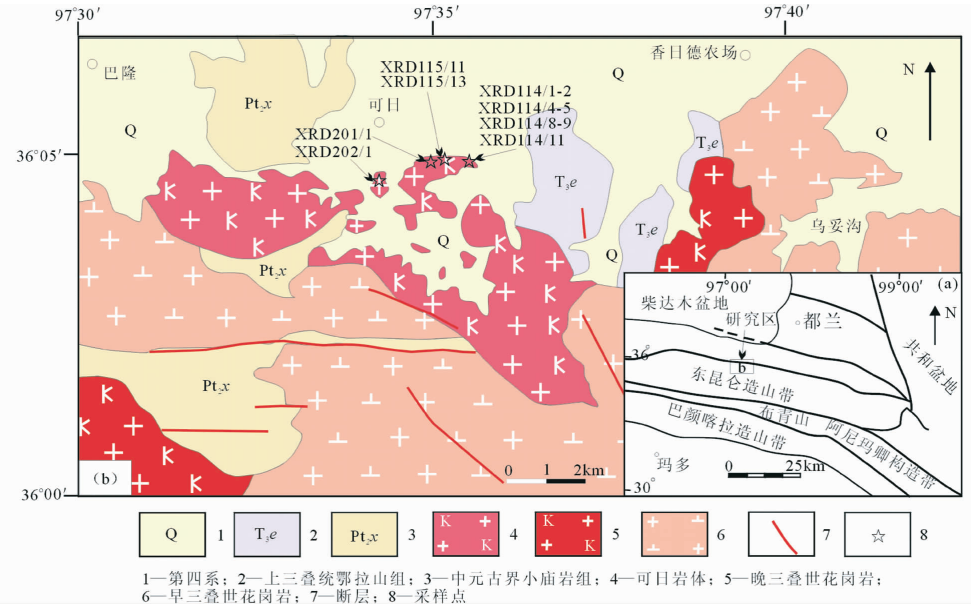 97°30′
97°35′
97°40′
巴隆
香日德农场
XRD115/11
XRD115/13
Q
N
Pt₂x
可日
XRD114/1-2
XRD114/4-5
XRD114/8-9
XRD114/11
Q
XRD201/1
XRD202/1
T₃e
Q
36°05′
T₃e
T₃e
乌妥沟
Q
Pt₂x
Q
97°00′
99°00′
(a)
柴达木盆地
N
研究区
都兰
36°
b
共和盆地
东昆仑造山带
Pt₂x
布青山
阿尼玛卿构造带
巴颜喀拉造山带
玛多
0 25km
30°
(b)
0 1 2km
36°00′
Q 1 T₃e 2 Pt₂x 3 K K 4 K K 5 6 7 8
1—第四系；2—上三叠统鄂拉山组；3—中元古界小庙岩组；4—可日岩体；5—晚三叠世花岗岩；
6—早三叠世花岗岩；7—断层；8—采样点